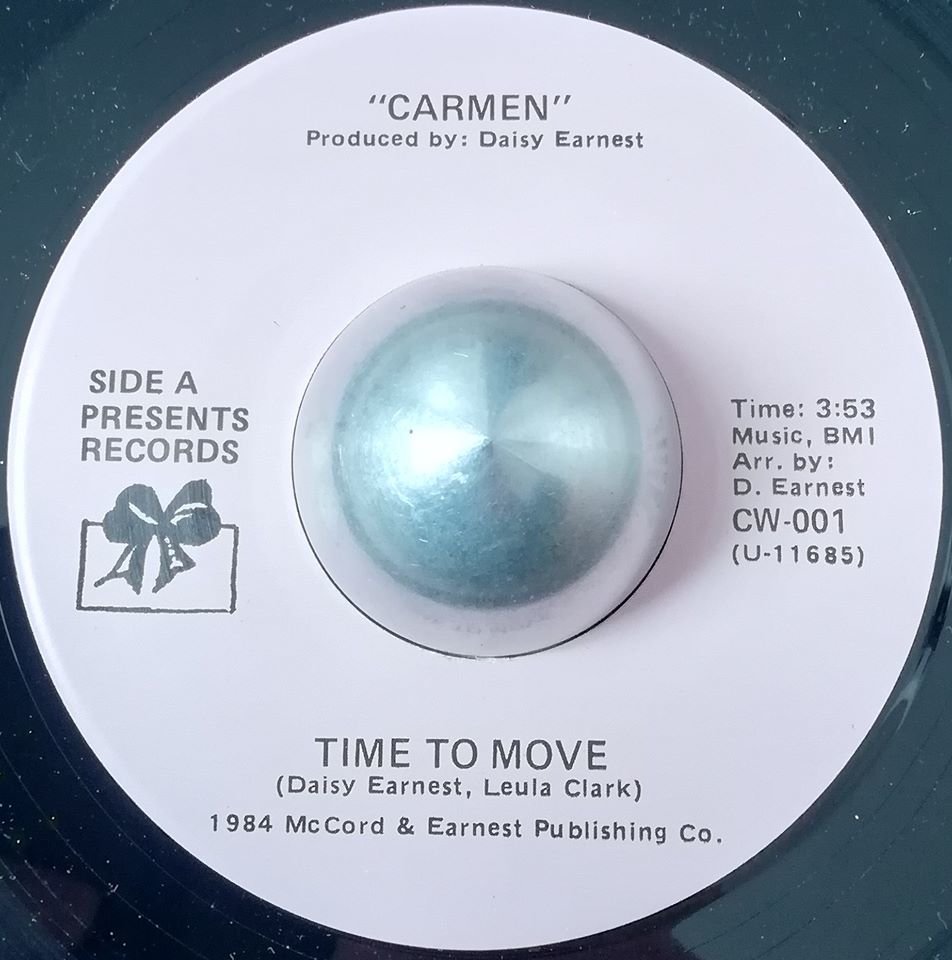 "CARMEN"
Produced by: Daisy Earnest
SIDE A
PRESENTS
RECORDS
Time: 3:53
Music, BMI
Arr. by:
D. Earnest
CW-001
(U-11685)
TIME TO MOVE
(Daisy Earnest, Leula Clark)
1984 McCord & Earnest Publishing Co.